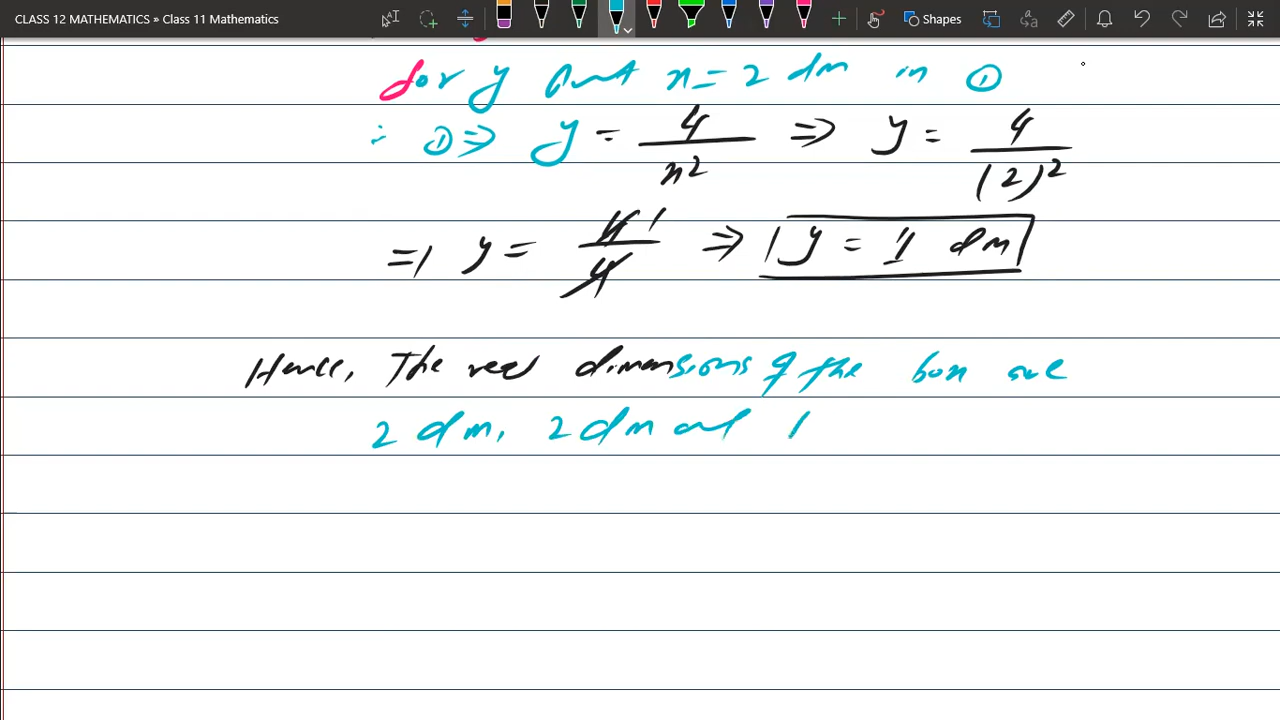 CLASS 12 MATHEMATICS » Class 11 Mathematics Shapes
for y put x = 2 dm in ①
∴ ① ⇒ y = 4/x² ⇒ y = 4/(2)²
⇒ y = 4/4 1 ⇒ y = 1 dm
Hence, The req dimensions of the box are
2 dm, 2 dm and 1